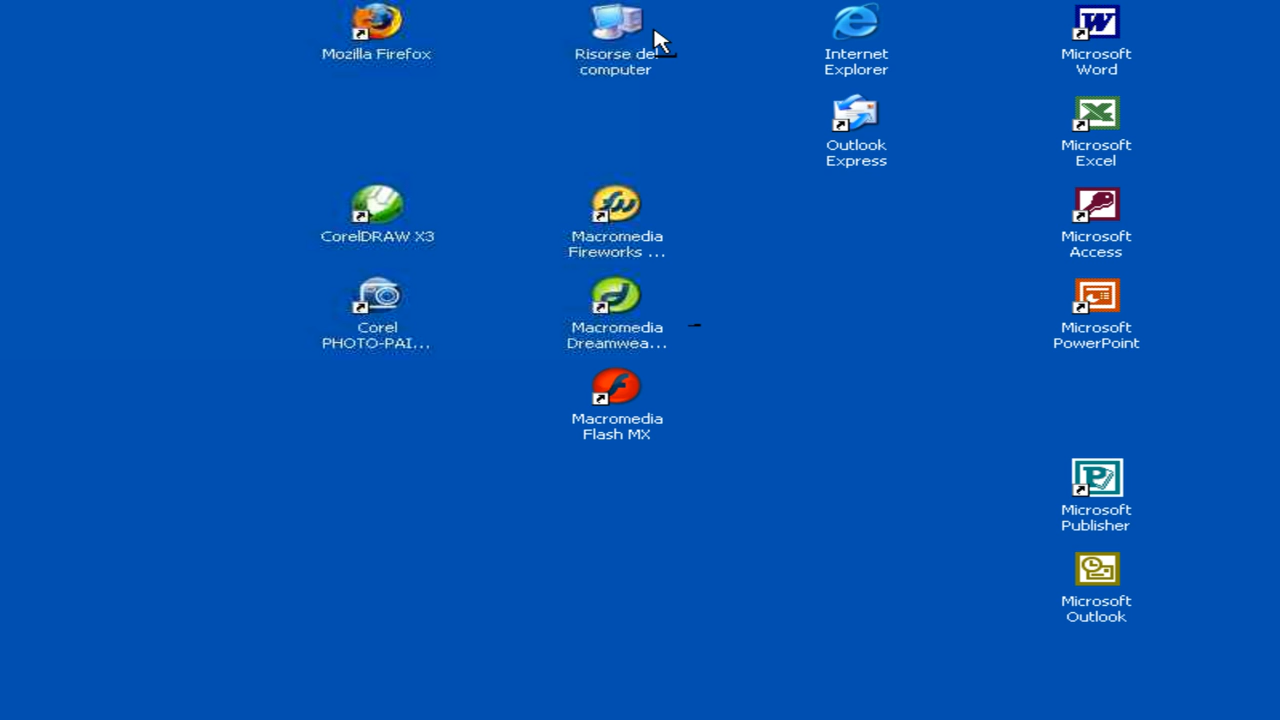 Mozilla Firefox
Risorse del
computer
Internet
Explorer
Microsoft
Word
Outlook
Express
Microsoft
Excel
CorelDRAW X3
Macromedia
Fireworks ...
Microsoft
Access
Corel
PHOTO-PAI...
Macromedia
Dreamwea...
Microsoft
PowerPoint
Macromedia
Flash MX
Microsoft
Publisher
Microsoft
Outlook